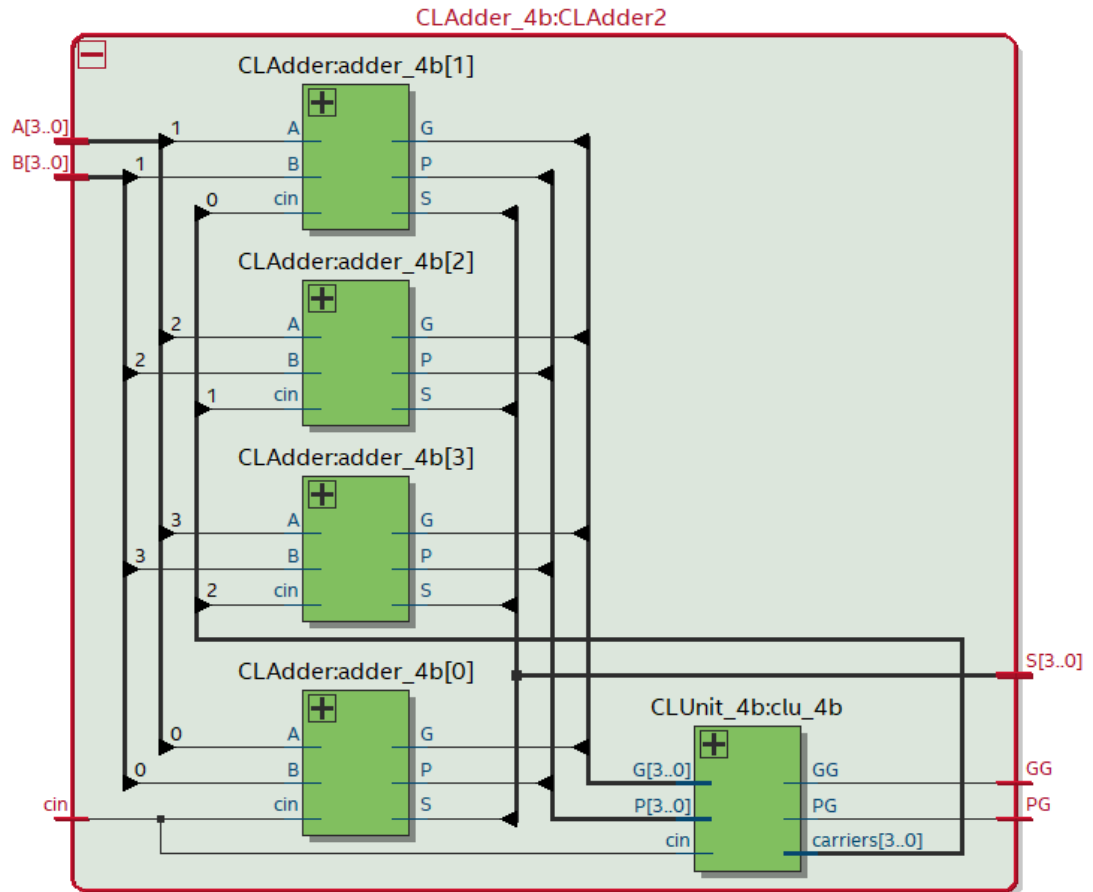 CLAdder_4b:CLAdder2
CLAdder:adder_4b[1]
A[3..0]
1
A
G
B[3..0]
1
B
P
0
cin
S
CLAdder:adder_4b[2]
2
A
G
2
B
P
1
cin
S
CLAdder:adder_4b[3]
3
A
G
3
B
P
2
cin
S
S[3..0]
CLAdder:adder_4b[0]
CLUnit_4b:clu_4b
0
A
G
0
B
P
G[3..0]
GG
GG
cin
cin
S
P[3..0]
PG
PG
cin
carriers[3..0]